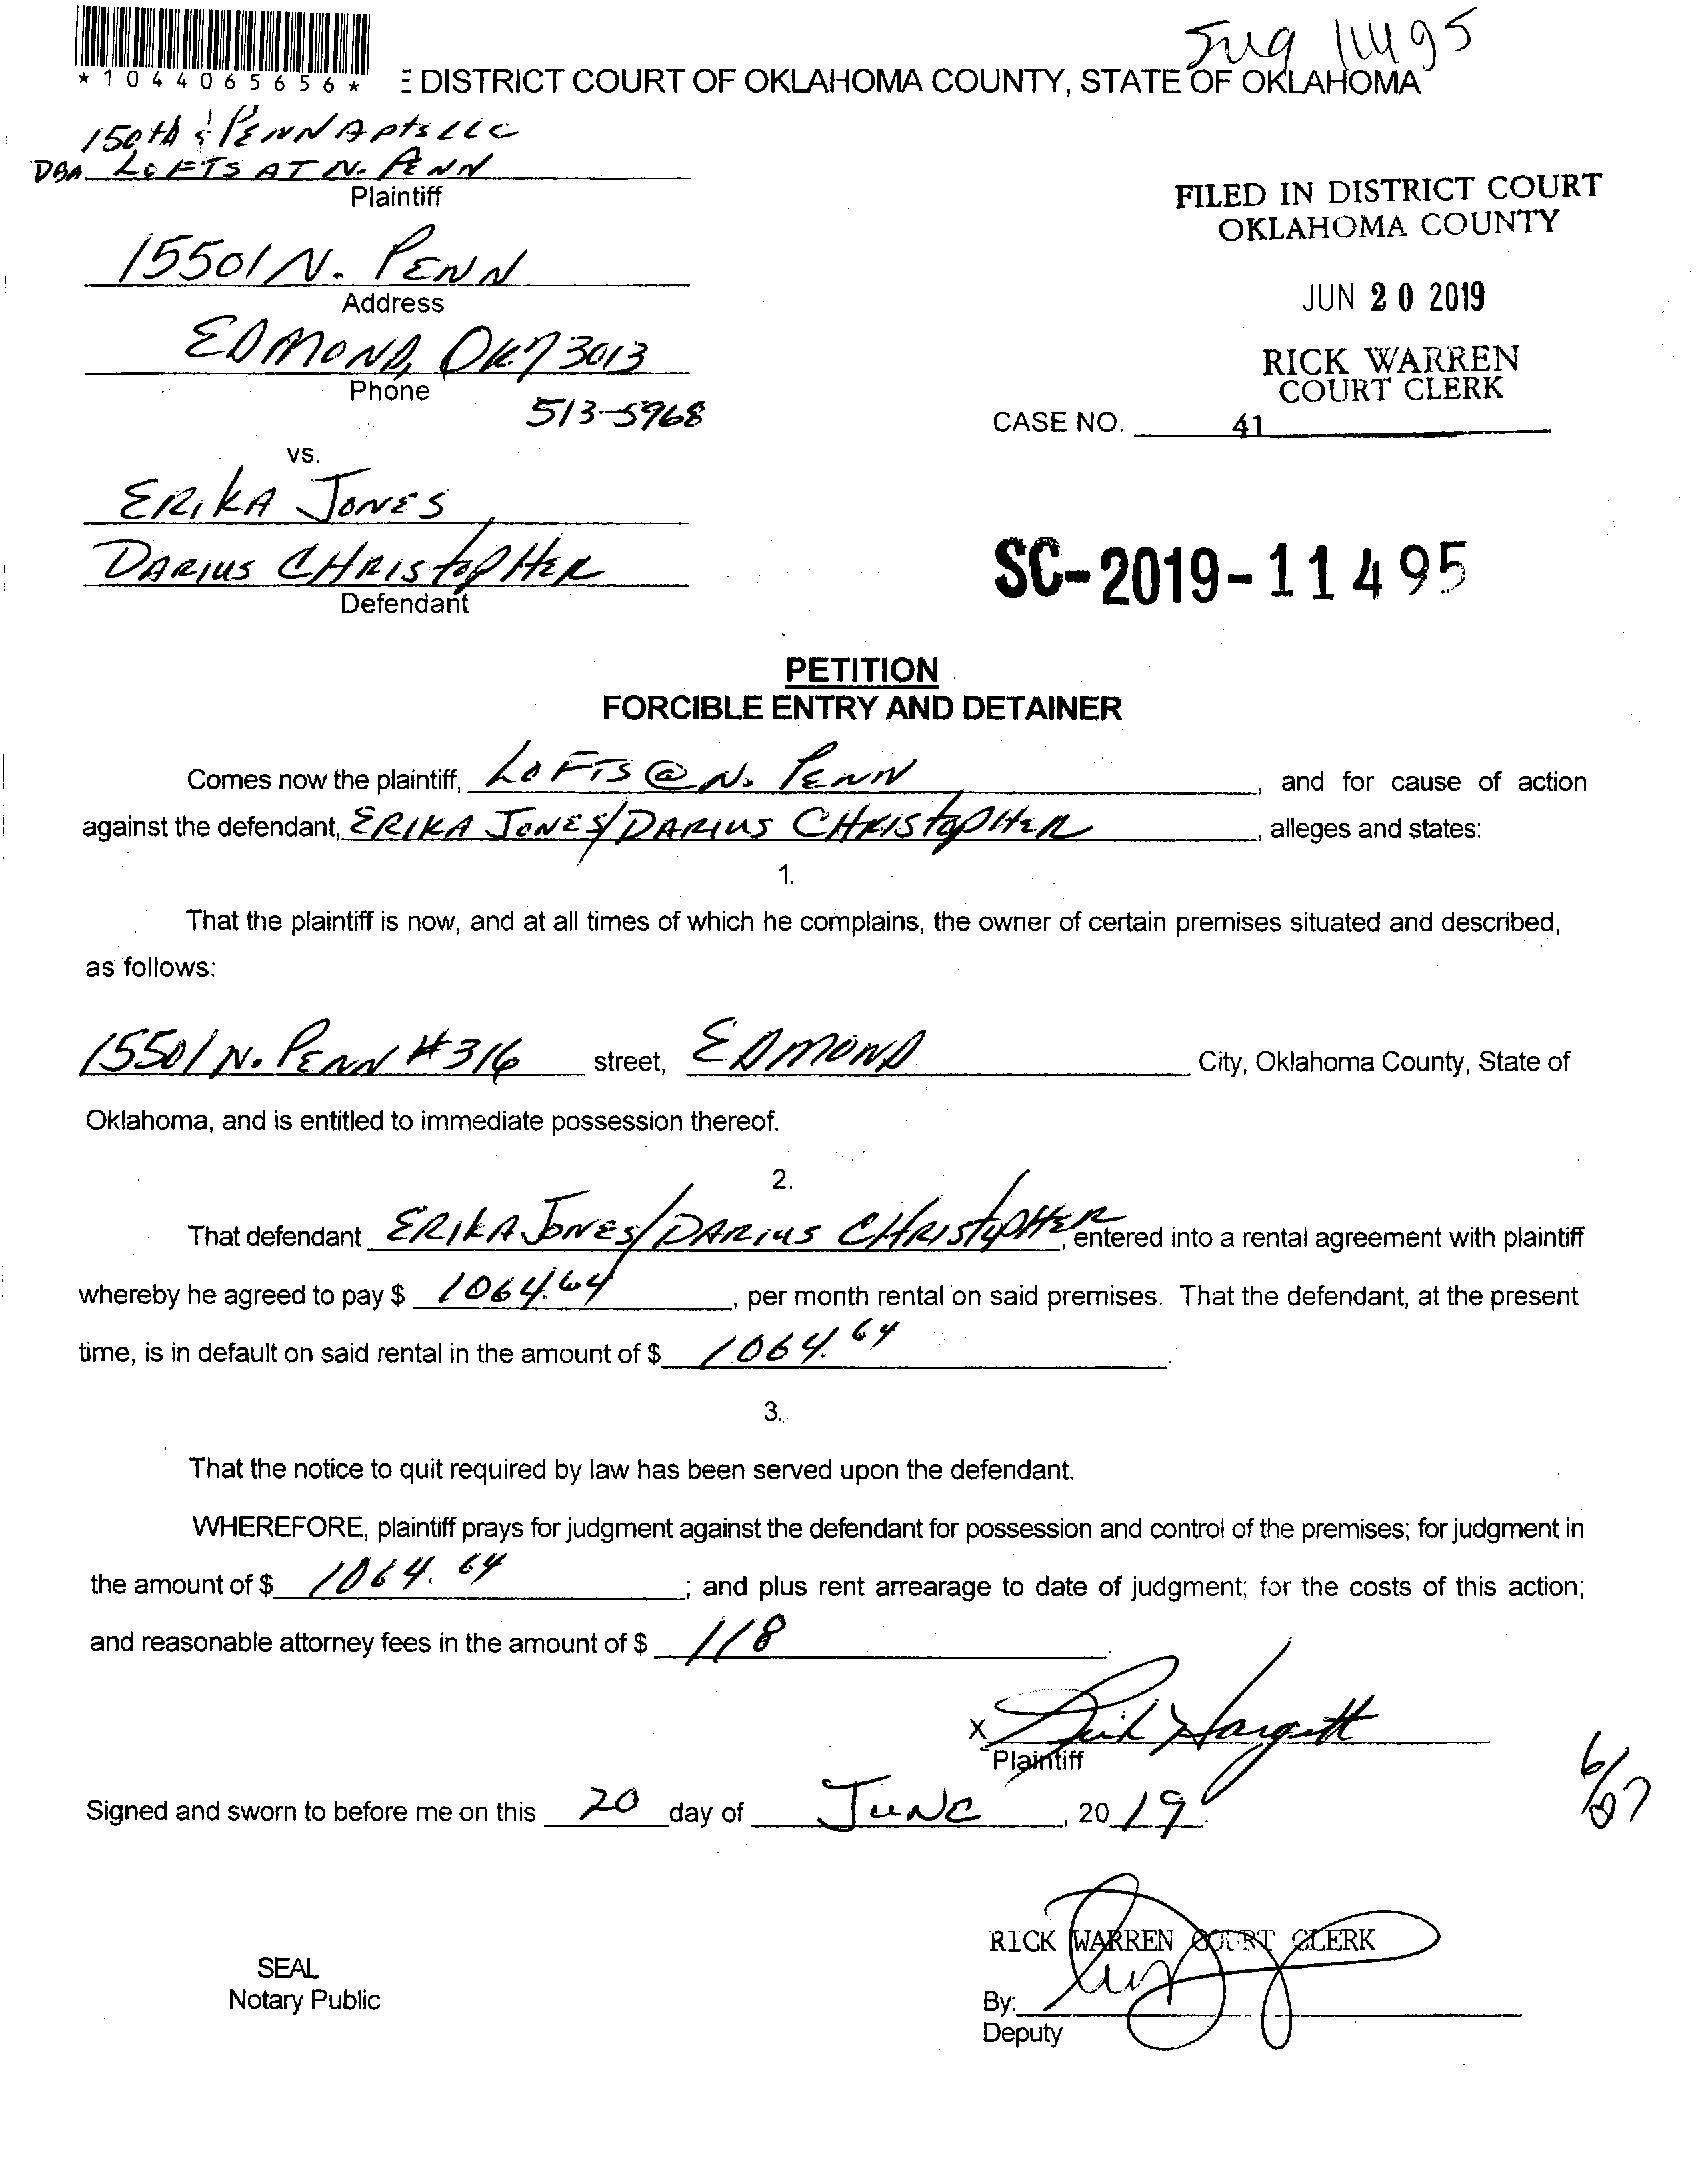 *1044065656*
E DISTRICT COURT OF OKLAHOMA COUNTY, STATE OF OKLAHOMA
150th & PENN Apts LLC
DBA LOFTS AT N. PENN
Plaintiff
FILED IN DISTRICT COURT
OKLAHOMA COUNTY
15501 N. PENN
Address
JUN 20 2019
EDMOND, OK 73013
Phone
RICK WARREN
COURT CLERK
513-5968
CASE NO. 41
vs.
ERIKA JONES
DARIUS CHRISTOPHER
Defendant
SC-2019-11495
PETITION
FORCIBLE ENTRY AND DETAINER
Comes now the plaintiff, LOFTS @ N. PENN, and for cause of action
against the defendant, ERIKA JONES/DARIUS CHRISTOPHER, alleges and states:
1.
That the plaintiff is now, and at all times of which he complains, the owner of certain premises situated and described,
as follows:
15501 N. PENN #316 street, EDMOND City, Oklahoma County, State of
Oklahoma, and is entitled to immediate possession thereof.
2.
That defendant ERIKA JONES/DARIUS CHRISTOPHER, entered into a rental agreement with plaintiff
whereby he agreed to pay $ 1064.64, per month rental on said premises. That the defendant, at the present
time, is in default on said rental in the amount of $ 1064.64.
3.
That the notice to quit required by law has been served upon the defendant.
WHEREFORE, plaintiff prays for judgment against the defendant for possession and control of the premises; for judgment in
the amount of $ 1064.64; and plus rent arrearage to date of judgment; for the costs of this action;
and reasonable attorney fees in the amount of $ 118.
X
Plaintiff
Signed and sworn to before me on this 20 day of JUNE, 2019.
RICK WARREN COURT CLERK
SEAL
Notary Public
By:
Deputy